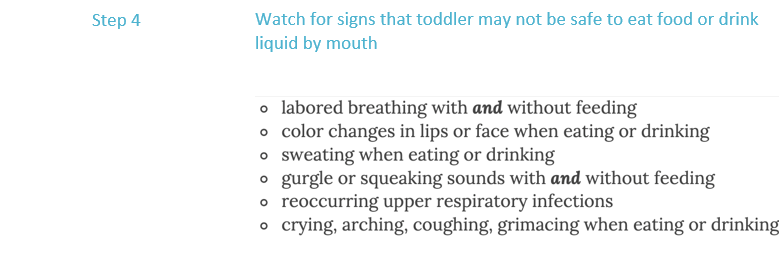 Step 4
Watch for signs that toddler may not be safe to eat food or drink
liquid by mouth
labored breathing with and without feeding
color changes in lips or face when eating or drinking
sweating when eating or drinking
gurgle or squeaking sounds with and without feeding
reoccurring upper respiratory infections
crying, arching, coughing, grimacing when eating or drinking